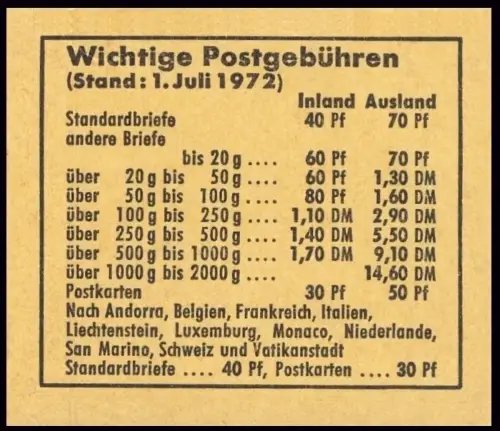 Wichtige Postgebühren
(Stand: 1. Juli 1972)
Inland Ausland
Standardbriefe 40 Pf 70 Pf
andere Briefe
bis 20 g .... 60 Pf 70 Pf
über 20 g bis 50 g .... 60 Pf 1,30 DM
über 50 g bis 100 g .... 80 Pf 1,60 DM
über 100 g bis 250 g .... 1,10 DM 2,90 DM
über 250 g bis 500 g .... 1,40 DM 5,50 DM
über 500 g bis 1000 g .... 1,70 DM 9,10 DM
über 1000 g bis 2000 g .... 14,60 DM
Postkarten 30 Pf 50 Pf
Nach Andorra, Belgien, Frankreich, Italien,
Liechtenstein, Luxemburg, Monaco, Niederlande,
San Marino, Schweiz und Vatikanstadt
Standardbriefe .... 40 Pf, Postkarten .... 30 Pf